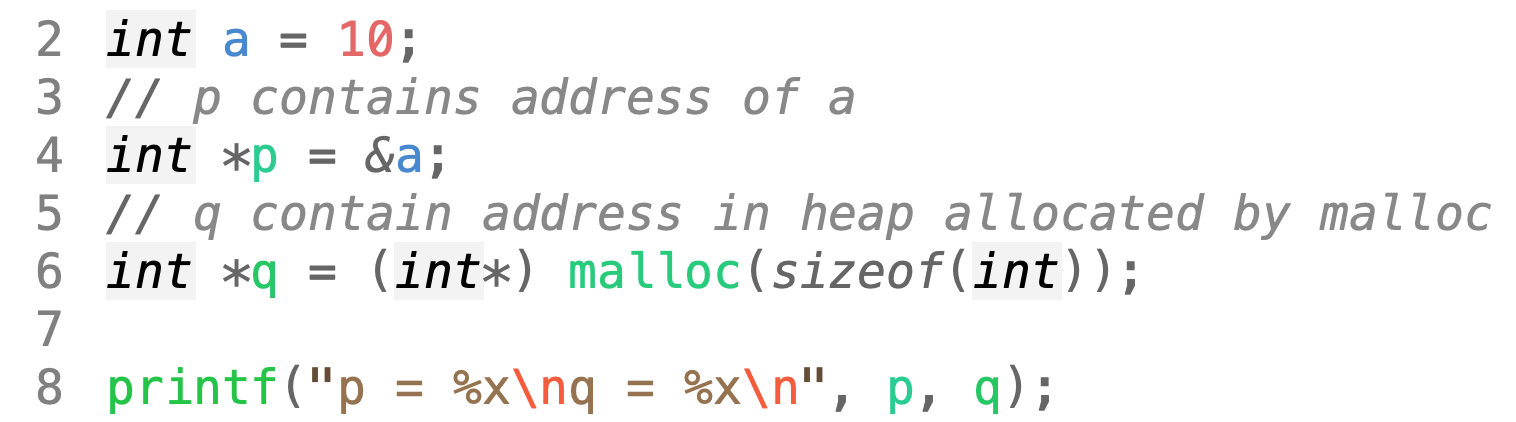 2 int a = 10;
3 // p contains address of a
4 int *p = &a;
5 // q contain address in heap allocated by malloc
6 int *q = (int*) malloc(sizeof(int));
7
8 printf("p = %x\nq = %x\n", p, q);